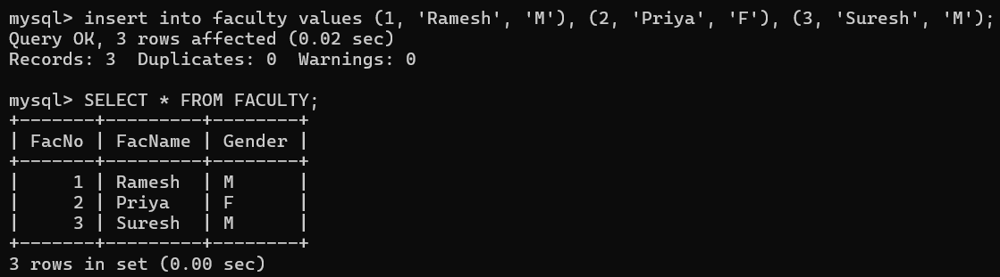 mysql> insert into faculty values (1, 'Ramesh', 'M'), (2, 'Priya', 'F'), (3, 'Suresh', 'M');
Query OK, 3 rows affected (0.02 sec)
Records: 3  Duplicates: 0  Warnings: 0

mysql> SELECT * FROM FACULTY;
+-------+---------+--------+
| FacNo | FacName | Gender |
+-------+---------+--------+
|     1 | Ramesh  | M      |
|     2 | Priya   | F      |
|     3 | Suresh  | M      |
+-------+---------+--------+
3 rows in set (0.00 sec)